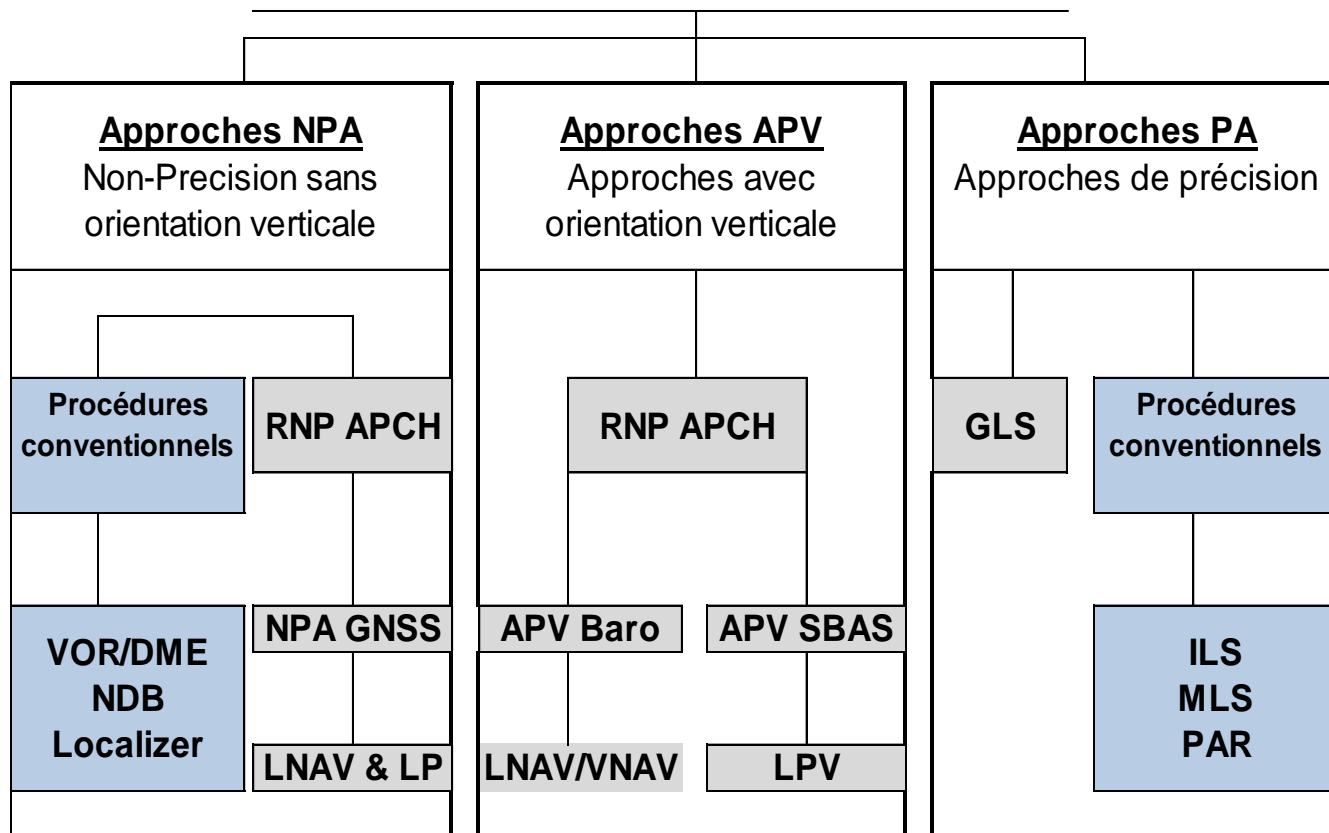 Approches NPA
Non-Precision sans
orientation verticale
Procédures
conventionnels
RNP APCH
VOR/DME
NDB
Localizer
NPA GNSS
LNAV & LP
Approches APV
Approches avec
orientation verticale
RNP APCH
APV Baro
APV SBAS
LNAV/VNAV
LPV
Approches PA
Approches de précision
GLS
Procédures
conventionnels
ILS
MLS
PAR